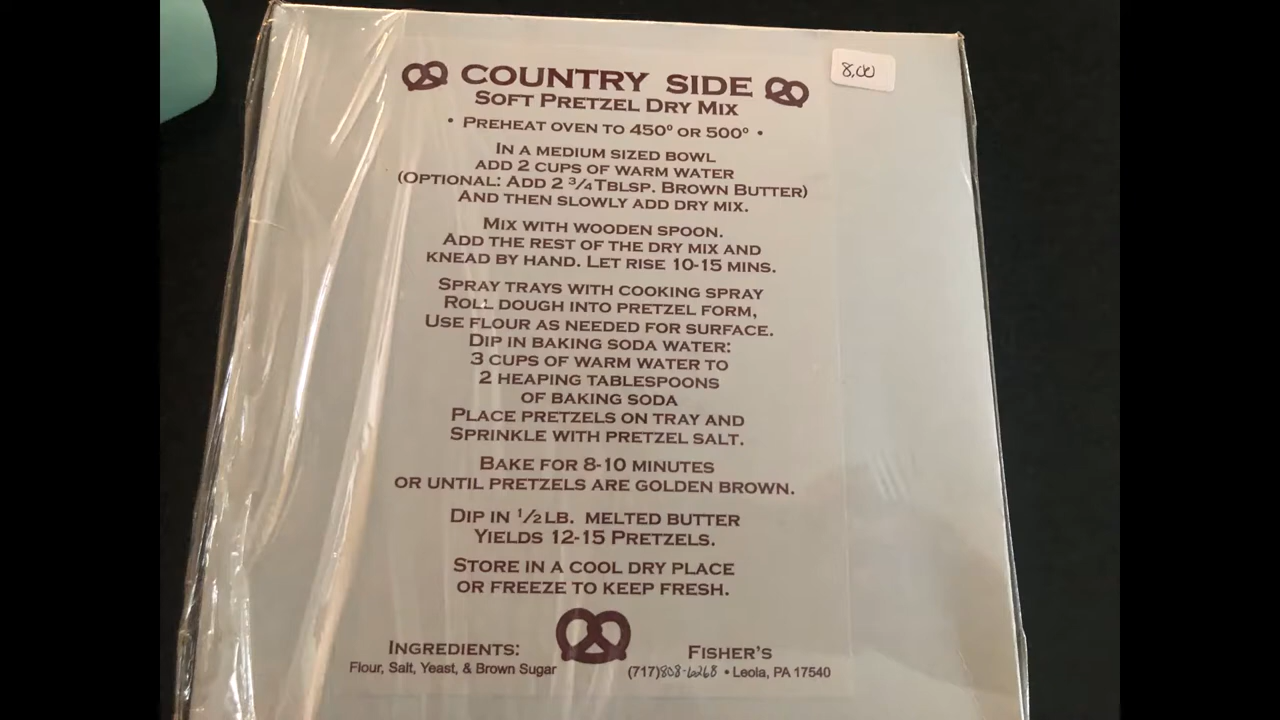 COUNTRY SIDE
8.00
SOFT PRETZEL DRY MIX
• PREHEAT OVEN TO 450º OR 500º •
IN A MEDIUM SIZED BOWL
ADD 2 CUPS OF WARM WATER
(OPTIONAL: ADD 2 ¾ TBLSP. BROWN BUTTER)
AND THEN SLOWLY ADD DRY MIX.
MIX WITH WOODEN SPOON.
ADD THE REST OF THE DRY MIX AND
KNEAD BY HAND. LET RISE 10-15 MINS.
SPRAY TRAYS WITH COOKING SPRAY
ROLL DOUGH INTO PRETZEL FORM,
USE FLOUR AS NEEDED FOR SURFACE.
DIP IN BAKING SODA WATER:
3 CUPS OF WARM WATER TO
2 HEAPING TABLESPOONS
OF BAKING SODA
PLACE PRETZELS ON TRAY AND
SPRINKLE WITH PRETZEL SALT.
BAKE FOR 8-10 MINUTES
OR UNTIL PRETZELS ARE GOLDEN BROWN.
DIP IN ½ LB. MELTED BUTTER
YIELDS 12-15 PRETZELS.
STORE IN A COOL DRY PLACE
OR FREEZE TO KEEP FRESH.
INGREDIENTS:
Flour, Salt, Yeast, & Brown Sugar
FISHER'S
(717)808-6268 • Leola, PA 17540